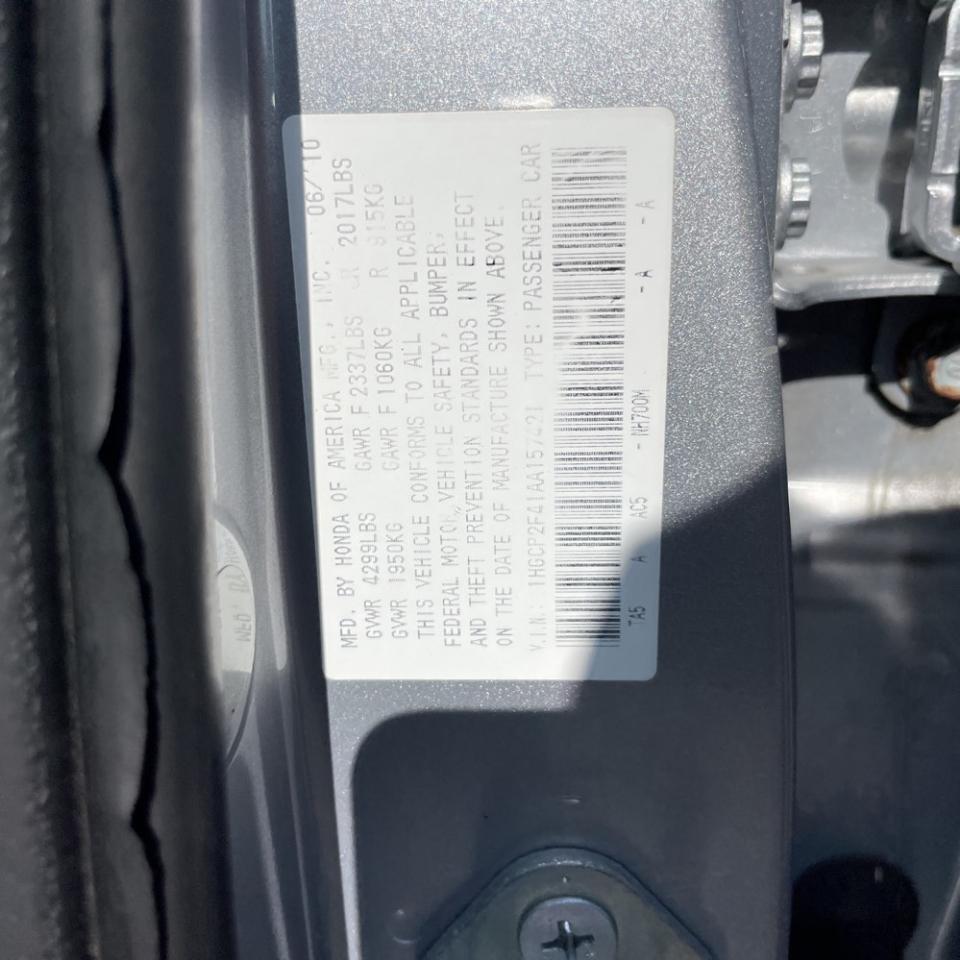 MFD. BY HONDA OF AMERICA MFG., INC. 06/10
GVWR 4299LBS GAWR F 2337LBS R 2017LBS
GVWR 1950KG GAWR F 1060KG R 915KG
THIS VEHICLE CONFORMS TO ALL APPLICABLE
FEDERAL MOTOR VEHICLE SAFETY, BUMPER,
AND THEFT PREVENTION STANDARDS IN EFFECT
ON THE DATE OF MANUFACTURE SHOWN ABOVE.
V.I.N.: TYPE: PASSENGER CAR
TA5 A AC5 - NH700M - A - A